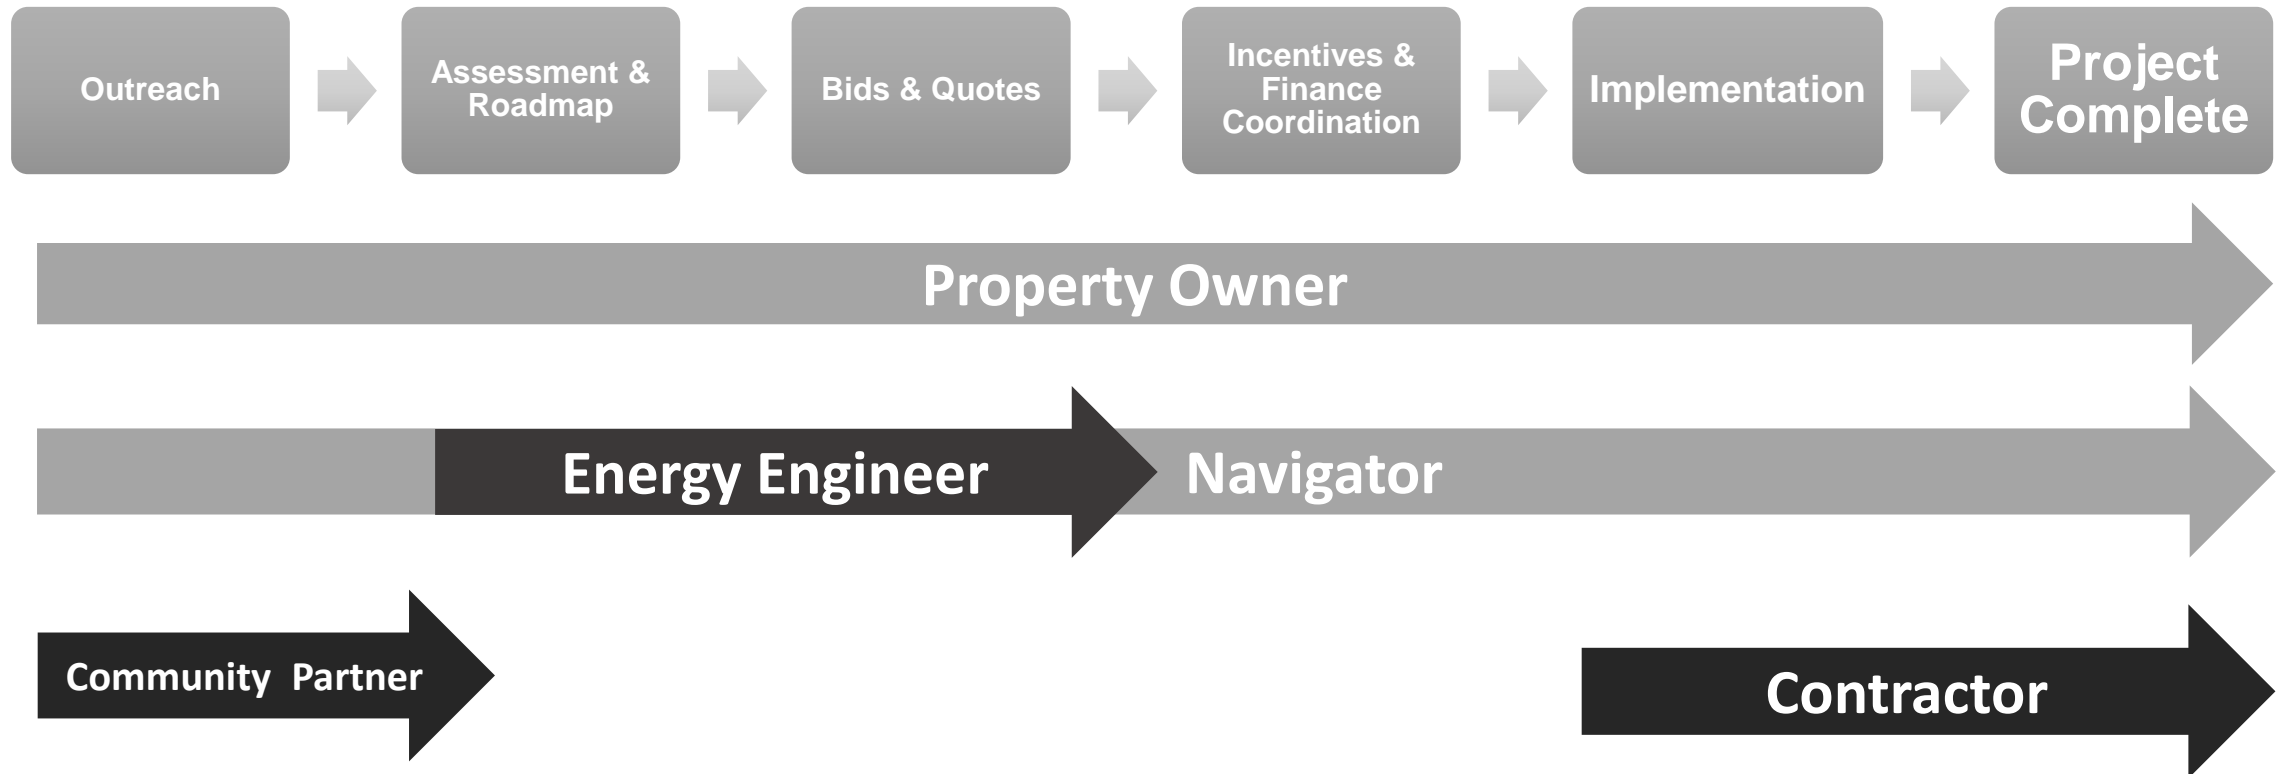 Outreach
Assessment &
Roadmap
Bids & Quotes
Incentives &
Finance
Coordination
Implementation
Project
Complete
Property Owner
Energy Engineer
Navigator
Community Partner
Contractor